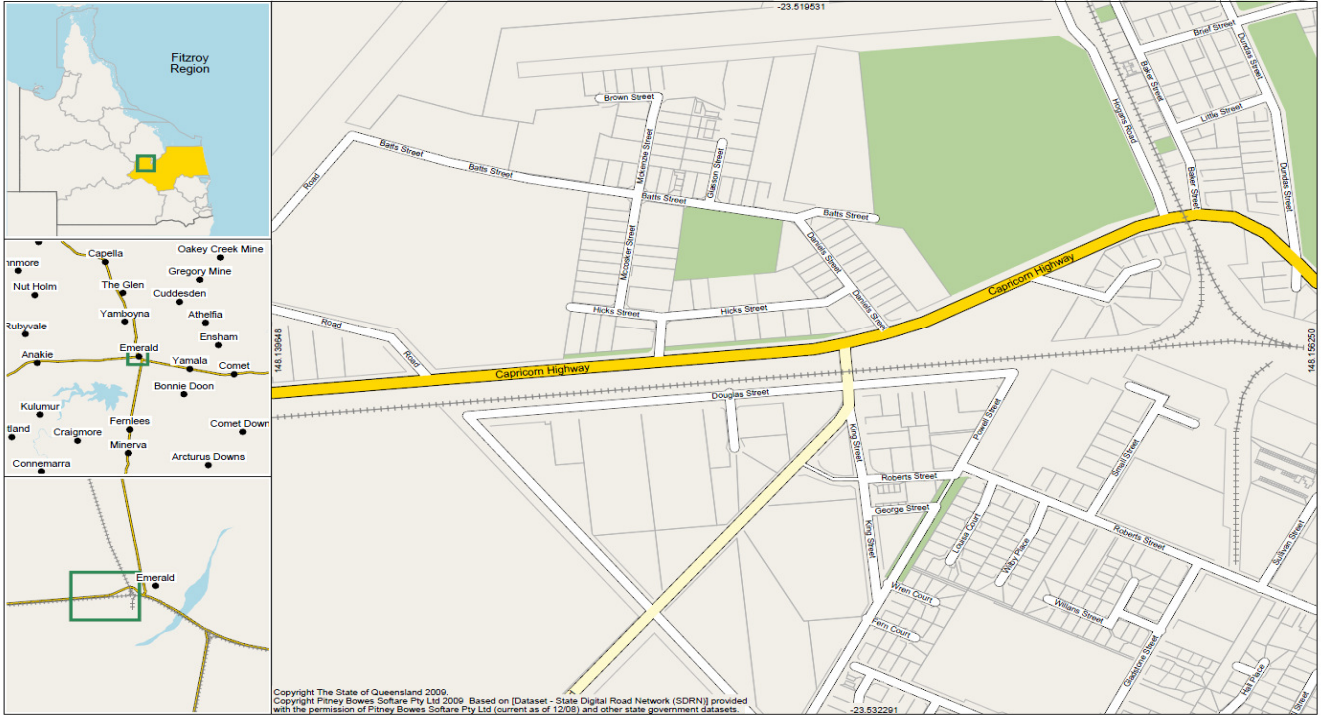 Fitzroy
Region
Capella
Oakey Creek Mine
nnmore
Gregory Mine
Nut Holm
The Glen
Cuddesden
Yamboyna
Athelfia
Rubyvale
Ensham
Emerald
Anakie
Yamala
Comet
Bonnie Doon
Kulumur
Fernlees
tland
Craigmore
Comet Down
Minerva
Connemarra
Arcturus Downs
Emerald
-23.519531
Brief Street
Dundas Street
Baker Street
Little Street
Hogans Road
Brown Street
Mckenzie Street
Glasson Street
Batts Street
Batts Street
Road
Batts Street
Batts Street
Baker Street
Dundas Street
Mccosker Street
Daniels Street
Capricorn Highway
Hicks Street
Hicks Street
Daniels Street
Road
Road
148.139648
148.156250
Capricorn Highway
Douglas Street
King Street
Powell Street
Small Street
Roberts Street
George Street
King Street
Louisa Court
Wilby Place
Roberts Street
Sullivan Street
Wren Court
Fern Court
Willans Street
Gladstone Street
Hall Place
Copyright The State of Queensland 2009.
Copyright Pitney Bowes Softare Pty Ltd 2009 Based on [Dataset - State Digital Road Network (SDRN)] provided
with the permission of Pitney Bowes Softare Pty Ltd (current as of 12/08) and other state government datasets.
-23.532291